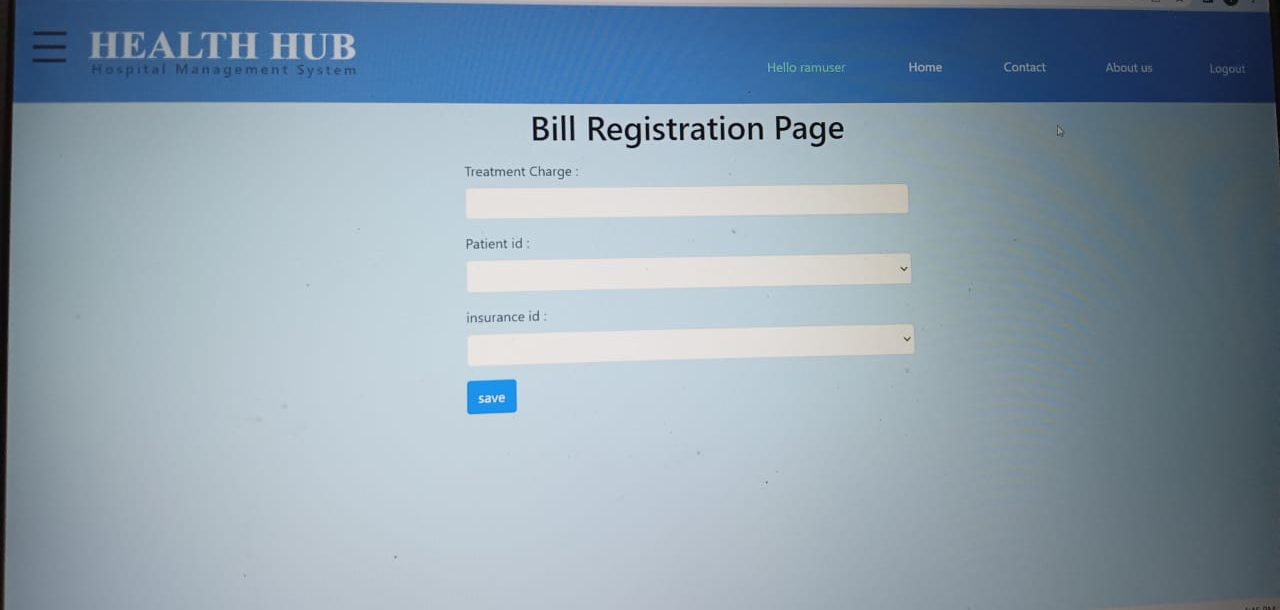 HEALTH HUB
Hospital Management System
Hello ramuser
Home
Contact
About us
Logout
Bill Registration Page
Treatment Charge :
Patient id :
insurance id :
save